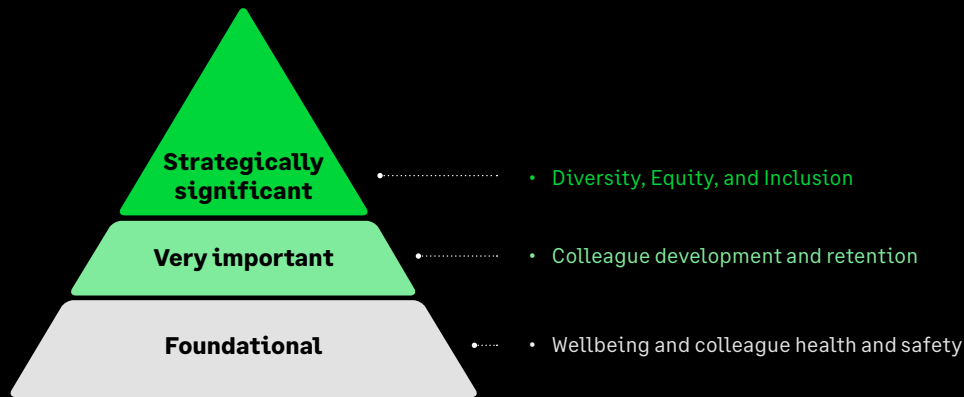 Strategically
significant
• Diversity, Equity, and Inclusion
Very important
• Colleague development and retention
Foundational
• Wellbeing and colleague health and safety